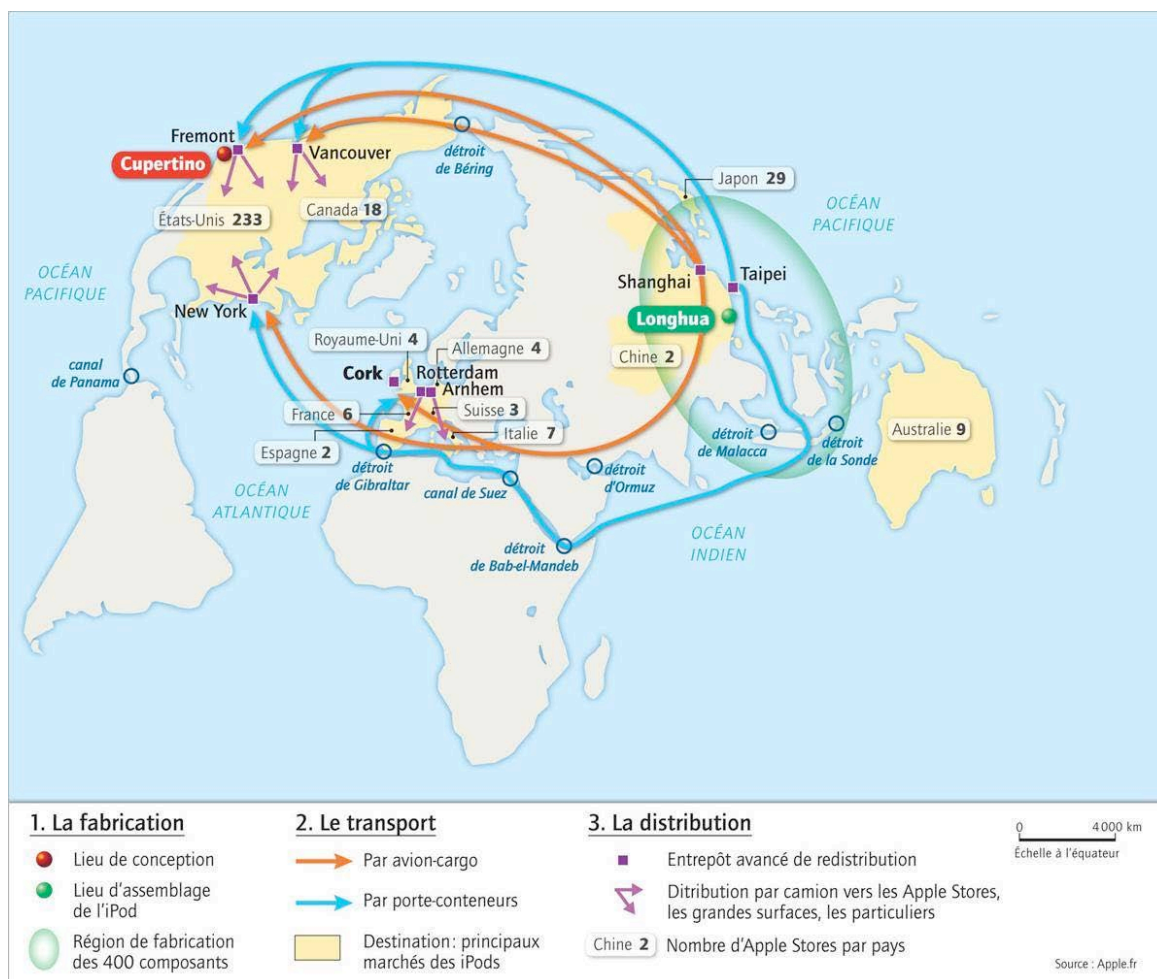 Fremont
Cupertino
Vancouver
détroit
de Béring
Japon 29
États-Unis 233
Canada 18
OCÉAN
PACIFIQUE
OCÉAN
PACIFIQUE
Shanghai
Taipei
Longhua
New York
Royaume-Uni 4
Allemagne 4
Chine 2
canal
de Panama
Cork
Rotterdam
Arnhem
France 6
Suisse 3
Italie 7
Espagne 2
détroit
de Gibraltar
détroit
de Malacca
détroit
de la Sonde
Australie 9
canal de Suez
détroit
d'Ormuz
OCÉAN
ATLANTIQUE
OCÉAN
INDIEN
détroit
de Bab-el-Mandeb
1. La fabrication
Lieu de conception
Lieu d'assemblage
de l'iPod
Région de fabrication
des 400 composants
2. Le transport
Par avion-cargo
Par porte-conteneurs
Destination : principaux
marchés des iPods
3. La distribution
Entrepôt avancé de redistribution
Ditribution par camion vers les Apple Stores,
les grandes surfaces, les particuliers
Chine 2 Nombre d'Apple Stores par pays
0 4 000 km
Échelle à l'équateur
Source : Apple.fr